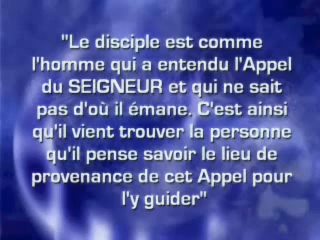 "Le disciple est comme
l'homme qui a entendu l'Appel
du SEIGNEUR et qui ne sait
pas d'où il émane. C'est ainsi
qu'il vient trouver la personne
qu'il pense savoir le lieu de
provenance de cet Appel pour
l'y guider"